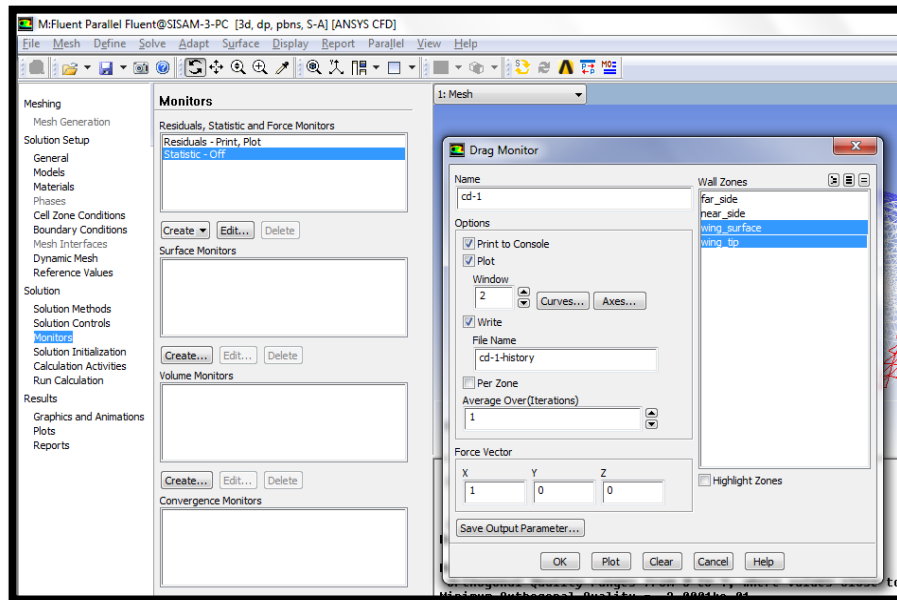 M:Fluent Parallel Fluent@SISAM-3-PC [3d, dp, pbns, S-A] [ANSYS CFD]
File Mesh Define Solve Adapt Surface Display Report Parallel View Help
Meshing
Mesh Generation
Solution Setup
General
Models
Materials
Phases
Cell Zone Conditions
Boundary Conditions
Mesh Interfaces
Dynamic Mesh
Reference Values
Solution
Solution Methods
Solution Controls
Monitors
Solution Initialization
Calculation Activities
Run Calculation
Results
Graphics and Animations
Plots
Reports
Monitors
Residuals, Statistic and Force Monitors
Residuals - Print, Plot
Statistic - Off
Create Edit... Delete
Surface Monitors
Create... Edit... Delete
Volume Monitors
Create... Edit... Delete
Convergence Monitors
1: Mesh
Drag Monitor
Name
cd-1
Options
Print to Console
Plot
Window
2
Curves... Axes...
Write
File Name
cd-1-history
Per Zone
Average Over(Iterations)
1
Force Vector
X Y Z
1 0 0
Save Output Parameter...
Wall Zones
far_side
near_side
wing_surface
wing_tip
Highlight Zones
OK Plot Clear Cancel Help